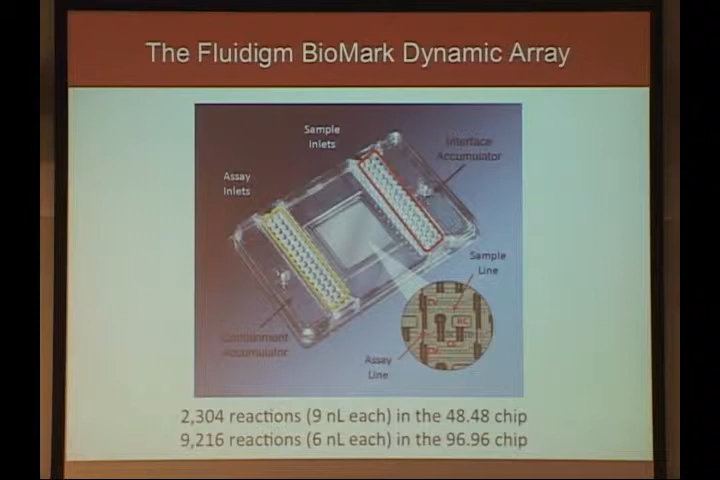 The Fluidigm BioMark Dynamic Array
Sample
Inlets
Interface
Accumulator
Assay
Inlets
Sample
Line
Containment
Accumulator
Assay
Line
2,304 reactions (9 nL each) in the 48.48 chip
9,216 reactions (6 nL each) in the 96.96 chip